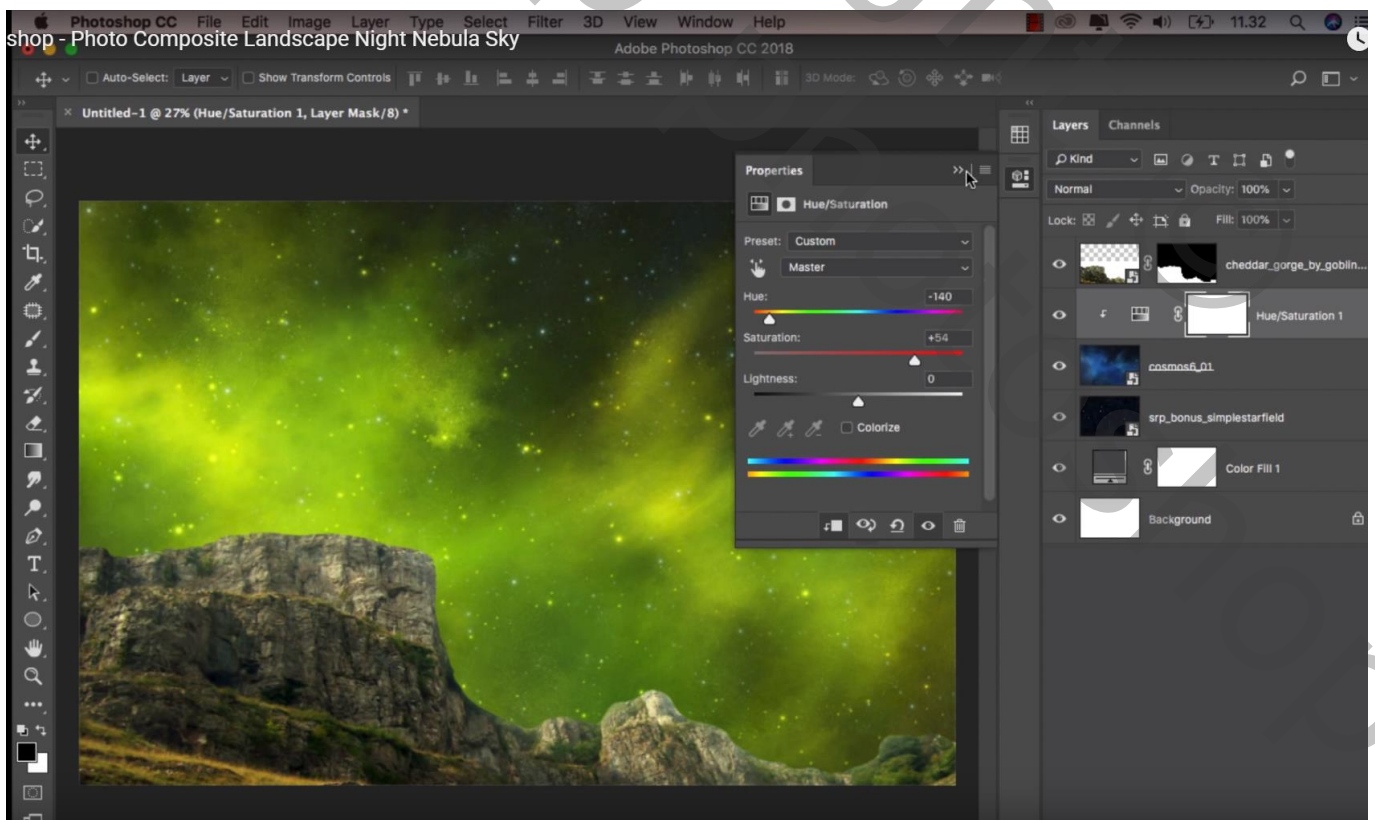 Photoshop CC File Edit Image Layer Type Select Filter 3D View Window Help 11.32
shop - Photo Composite Landscape Night Nebula Sky
Adobe Photoshop CC 2018
Auto-Select: Layer Show Transform Controls 3D Mode:
× Untitled-1 @ 27% (Hue/Saturation 1, Layer Mask/8) *
Properties
Hue/Saturation
Preset: Custom
Master
Hue: -140
Saturation: +54
Lightness: 0
Colorize
Layers Channels
Kind
Normal Opacity: 100%
Lock: Fill: 100%
cheddar_gorge_by_goblin...
Hue/Saturation 1
srp_bonus_simplestarfield
Color Fill 1
Background